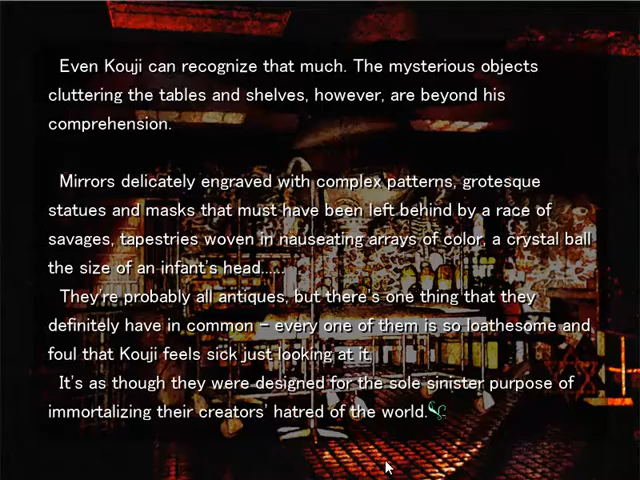 Even Kouji can recognize that much. The mysterious objects
cluttering the tables and shelves, however, are beyond his
comprehension.
Mirrors delicately engraved with complex patterns, grotesque
statues and masks that must have been left behind by a race of
savages, tapestries woven in nauseating arrays of color, a crystal ball
the size of an infant's head......
They're probably all antiques, but there's one thing that they
definitely have in common - every one of them is so loathesome and
foul that Kouji feels sick just looking at it.
It's as though they were designed for the sole sinister purpose of
immortalizing their creators' hatred of the world.